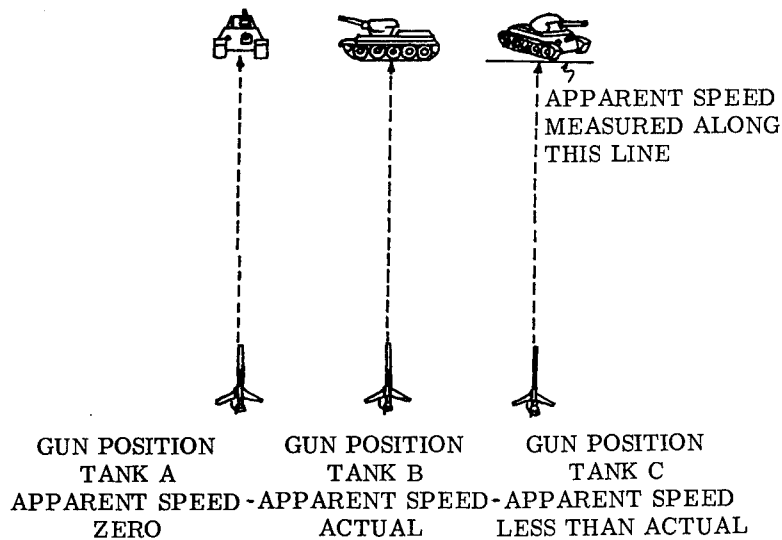 APPARENT SPEED
MEASURED ALONG
THIS LINE
GUN POSITION
TANK A
APPARENT SPEED -
ZERO
GUN POSITION
TANK B
APPARENT SPEED -
ACTUAL
GUN POSITION
TANK C
APPARENT SPEED
LESS THAN ACTUAL